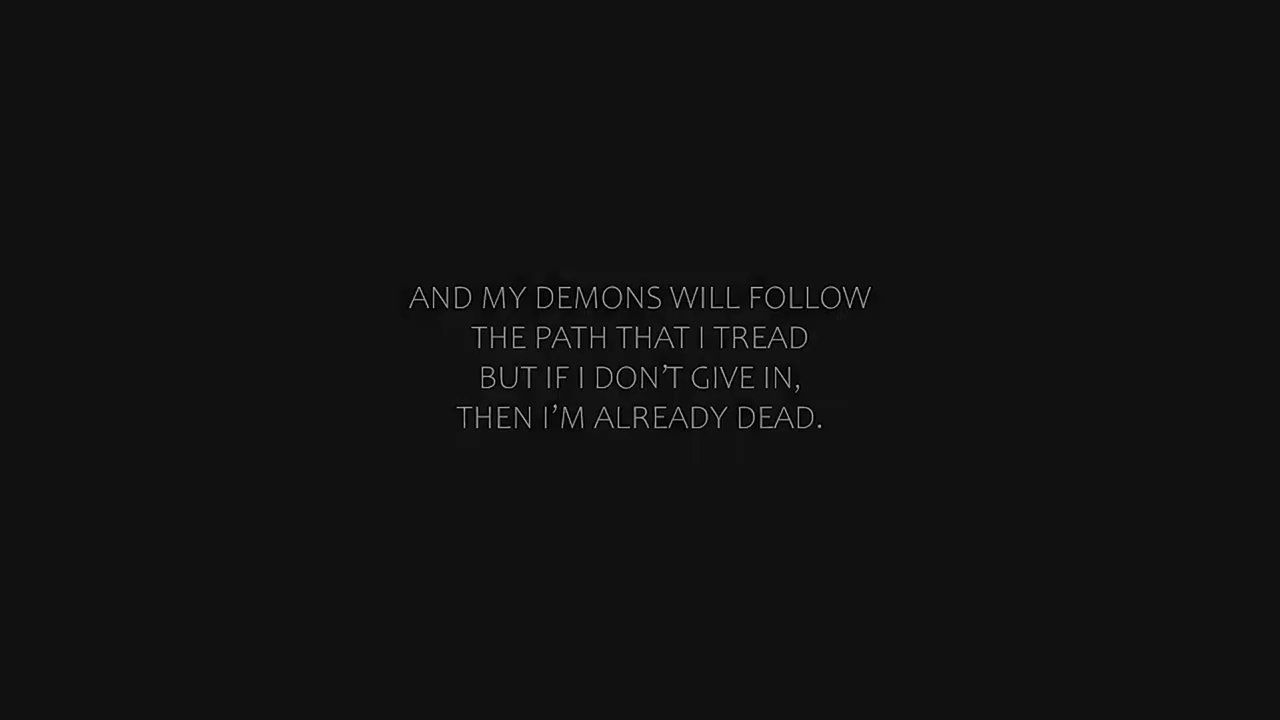 AND MY DEMONS WILL FOLLOW
THE PATH THAT I TREAD
BUT IF I DON’T GIVE IN,
THEN I’M ALREADY DEAD.